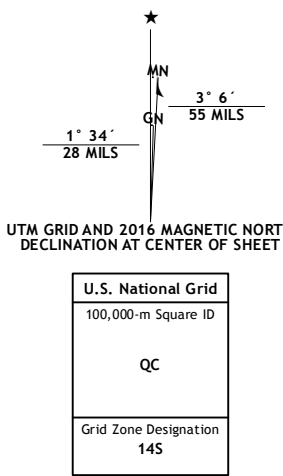 ★
MN
3° 6´
55 MILS
GN
1° 34´
28 MILS
UTM GRID AND 2016 MAGNETIC NORT
DECLINATION AT CENTER OF SHEET
U.S. National Grid
100,000-m Square ID
QC
Grid Zone Designation
14S